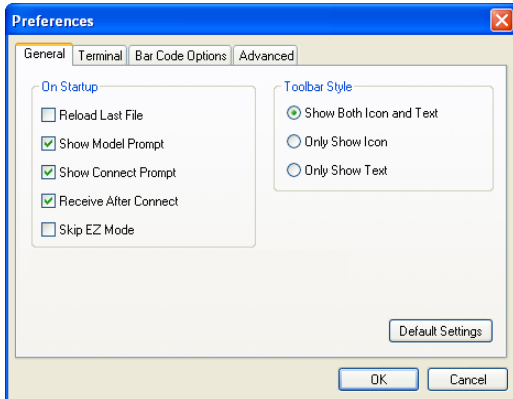 Preferences
General Terminal Bar Code Options Advanced
On Startup
Reload Last File
Show Model Prompt
Show Connect Prompt
Receive After Connect
Skip EZ Mode
Toolbar Style
Show Both Icon and Text
Only Show Icon
Only Show Text
Default Settings
OK Cancel